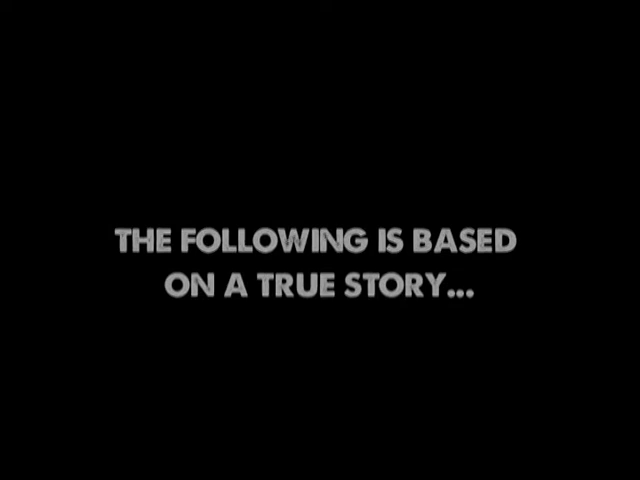 THE FOLLOWING IS BASED
ON A TRUE STORY...